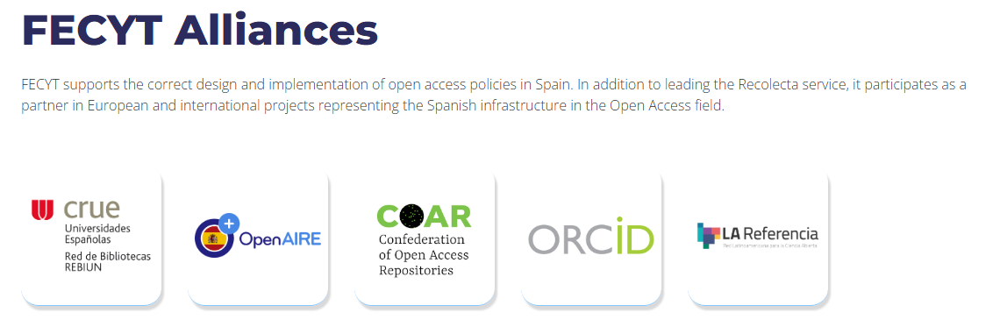 FECYT Alliances
FECYT supports the correct design and implementation of open access policies in Spain. In addition to leading the Recolecta service, it participates as a
partner in European and international projects representing the Spanish infrastructure in the Open Access field.
crue
Universidades
Españolas
Red de Bibliotecas
REBIUN
OpenAIRE
COAR
Confederation
of Open Access
Repositories
ORCID
LA Referencia
Red Latinoamericana para la Ciencia Abierta